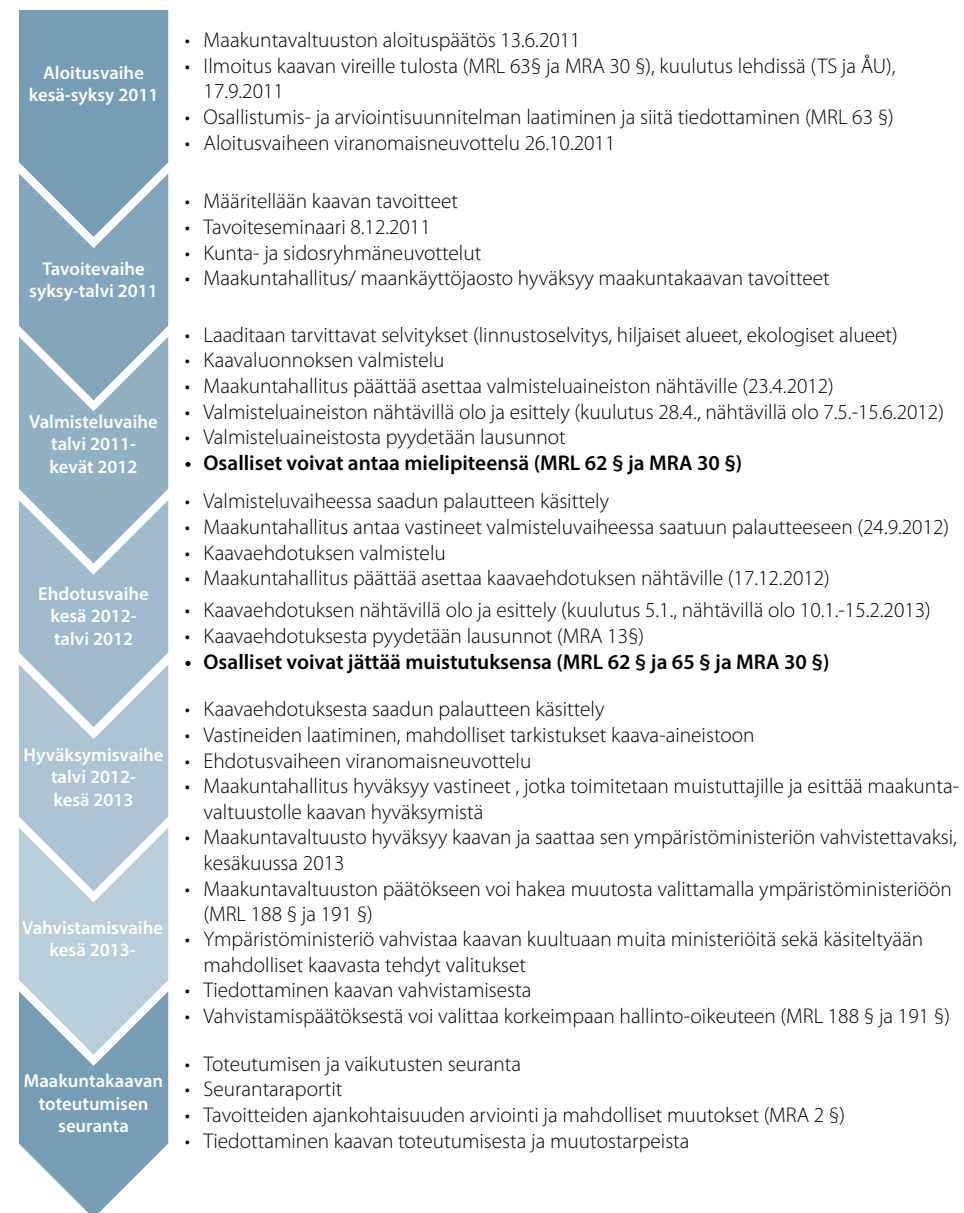 Aloitusvaihe
kesä-syksy 2011
• Maakuntavaltuuston aloituspäätös 13.6.2011
• Ilmoitus kaavan vireille tulosta (MRL 63§ ja MRA 30 §), kuulutus lehdissä (TS ja ÅU),
17.9.2011
• Osallistumis- ja arviointisuunnitelman laatiminen ja siitä tiedottaminen (MRL 63 §)
• Aloitusvaiheen viranomaisneuvottelu 26.10.2011
Tavoitevaihe
syksy-talvi 2011
• Määritellään kaavan tavoitteet
• Tavoiteseminaari 8.12.2011
• Kunta- ja sidosryhmäneuvottelut
• Maakuntahallitus/ maankäyttöjaosto hyväksyy maakuntakaavan tavoitteet
Valmisteluvaihe
talvi 2011-
kevät 2012
• Laaditaan tarvittavat selvitykset (linnustoselvitys, hiljaiset alueet, ekologiset alueet)
• Kaavaluonnoksen valmistelu
• Maakuntahallitus päättää asettaa valmisteluaineiston nähtäville (23.4.2012)
• Valmisteluaineiston nähtävillä olo ja esittely (kuulutus 28.4., nähtävillä olo 7.5.-15.6.2012)
• Valmisteluaineistosta pyydetään lausunnot
• Osalliset voivat antaa mielipiteensä (MRL 62 § ja MRA 30 §)
Ehdotusvaihe
kesä 2012-
talvi 2012
• Valmisteluvaiheessa saadun palautteen käsittely
• Maakuntahallitus antaa vastineet valmisteluvaiheessa saatuun palautteeseen (24.9.2012)
• Kaavaehdotuksen valmistelu
• Maakuntahallitus päättää asettaa kaavaehdotuksen nähtäville (17.12.2012)
• Kaavaehdotuksen nähtävillä olo ja esittely (kuulutus 5.1., nähtävillä olo 10.1.-15.2.2013)
• Kaavaehdotuksesta pyydetään lausunnot (MRA 13§)
• Osalliset voivat jättää muistutuksensa (MRL 62 § ja 65 § ja MRA 30 §)
Hyväksymisvaihe
talvi 2012-
kesä 2013
• Kaavaehdotuksesta saadun palautteen käsittely
• Vastineiden laatiminen, mahdolliset tarkistukset kaava-aineistoon
• Ehdotusvaiheen viranomaisneuvottelu
• Maakuntahallitus hyväksyy vastineet , jotka toimitetaan muistuttajille ja esittää maakunta-
valtuustolle kaavan hyväksymistä
• Maakuntavaltuusto hyväksyy kaavan ja saattaa sen ympäristöministeriön vahvistettavaksi,
kesäkuussa 2013
Vahvistamisvaihe
kesä 2013-
• Maakuntavaltuuston päätökseen voi hakea muutosta valittamalla ympäristöministeriöön
(MRL 188 § ja 191 §)
• Ympäristöministeriö vahvistaa kaavan kuultuaan muita ministeriöitä sekä käsiteltyään
mahdolliset kaavasta tehdyt valitukset
• Tiedottaminen kaavan vahvistamisesta
• Vahvistamispäätöksestä voi valittaa korkeimpaan hallinto-oikeuteen (MRL 188 § ja 191 §)
Maakuntakaavan
toteutumisen
seuranta
• Toteutumisen ja vaikutusten seuranta
• Seurantaraportit
• Tavoitteiden ajankohtaisuuden arviointi ja mahdolliset muutokset (MRA 2 §)
• Tiedottaminen kaavan toteutumisesta ja muutostarpeista